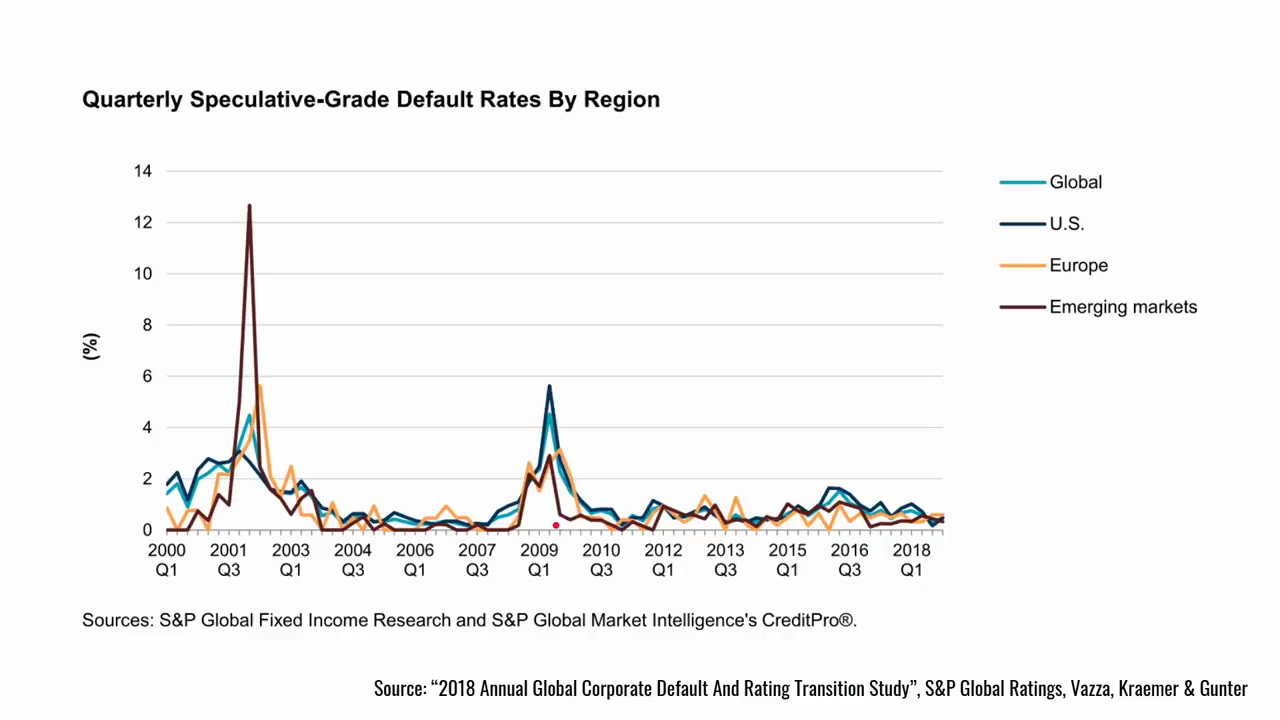 Quarterly Speculative-Grade Default Rates By Region
14
12
10
8
6
4
2
0
(%)
2000 2001 2003 2004 2006 2007 2009 2010 2012 2013 2015 2016 2018
Q1 Q3 Q1 Q3 Q1 Q3 Q1 Q3 Q1 Q3 Q1 Q3 Q1
Global
U.S.
Europe
Emerging markets
Sources: S&P Global Fixed Income Research and S&P Global Market Intelligence's CreditPro®.
Source: “2018 Annual Global Corporate Default And Rating Transition Study”, S&P Global Ratings, Vazza, Kraemer & Gunter